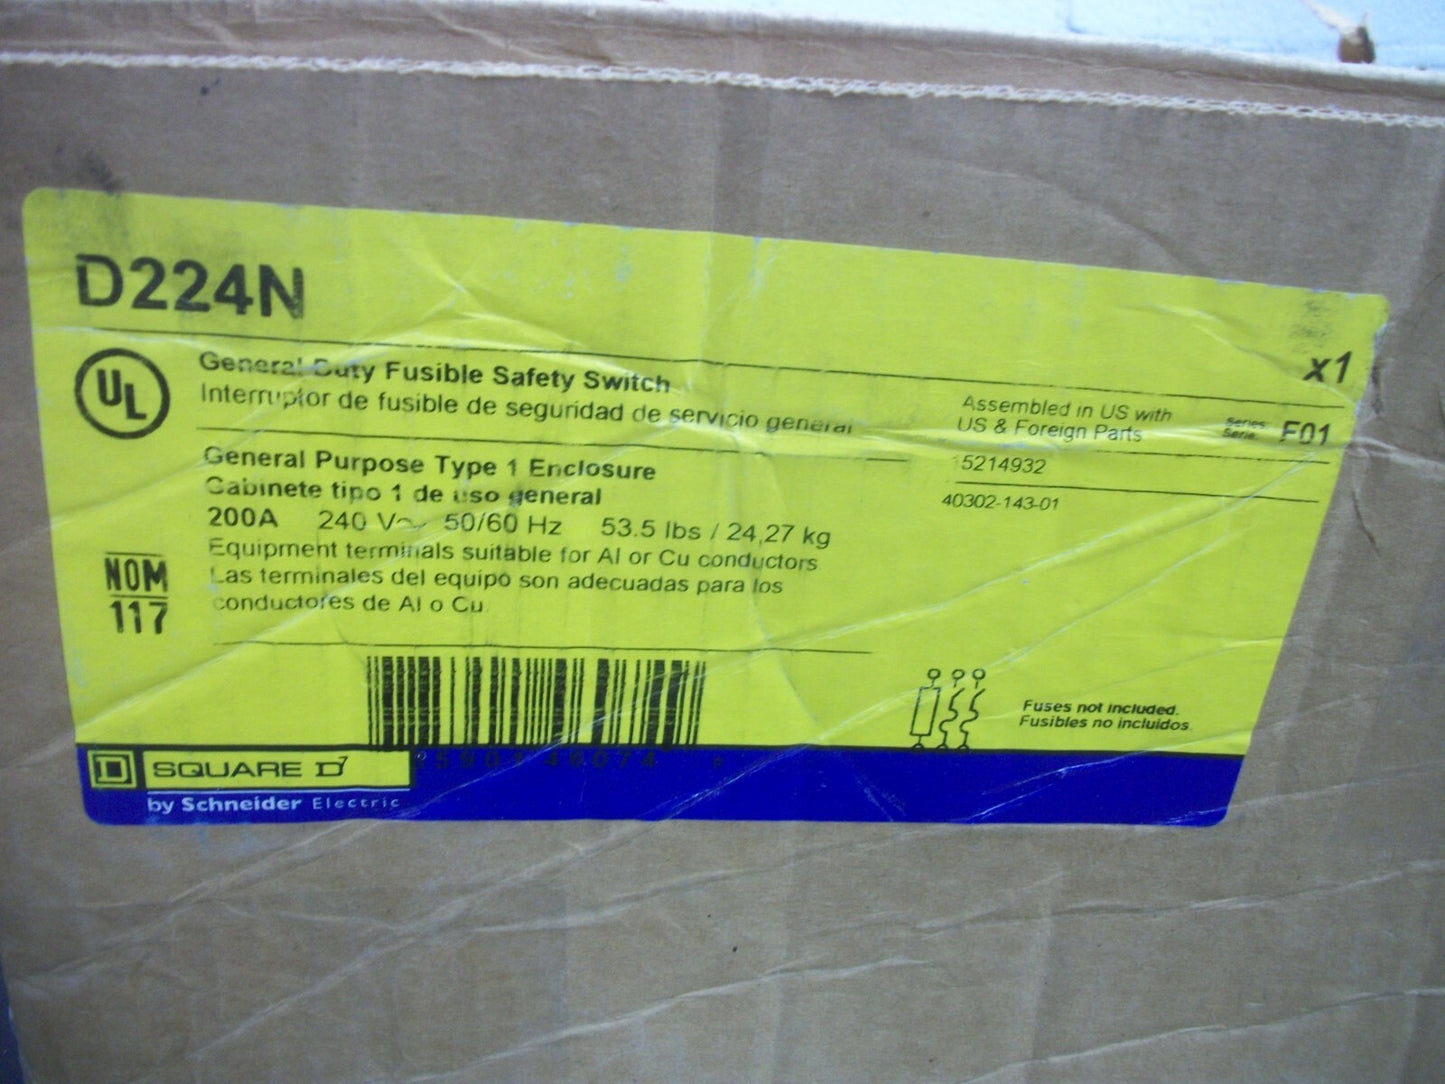 D224N
x1
UL
General Duty Fusible Safety Switch
Interruptor de fusible de seguridad de servicio general
Assembled in US with
US & Foreign Parts
Series
Serie
F01
General Purpose Type 1 Enclosure
Gabinete tipo 1 de uso general
15214932
40302-143-01
200A 240 V~ 50/60 Hz 53.5 lbs / 24,27 kg
Equipment terminals suitable for Al or Cu conductors
Las terminales del equipo son adecuadas para los
conductores de Al o Cu
NOM
117
Fuses not included.
Fusibles no incluidos.
D
SQUARE D
by Schneider Electric